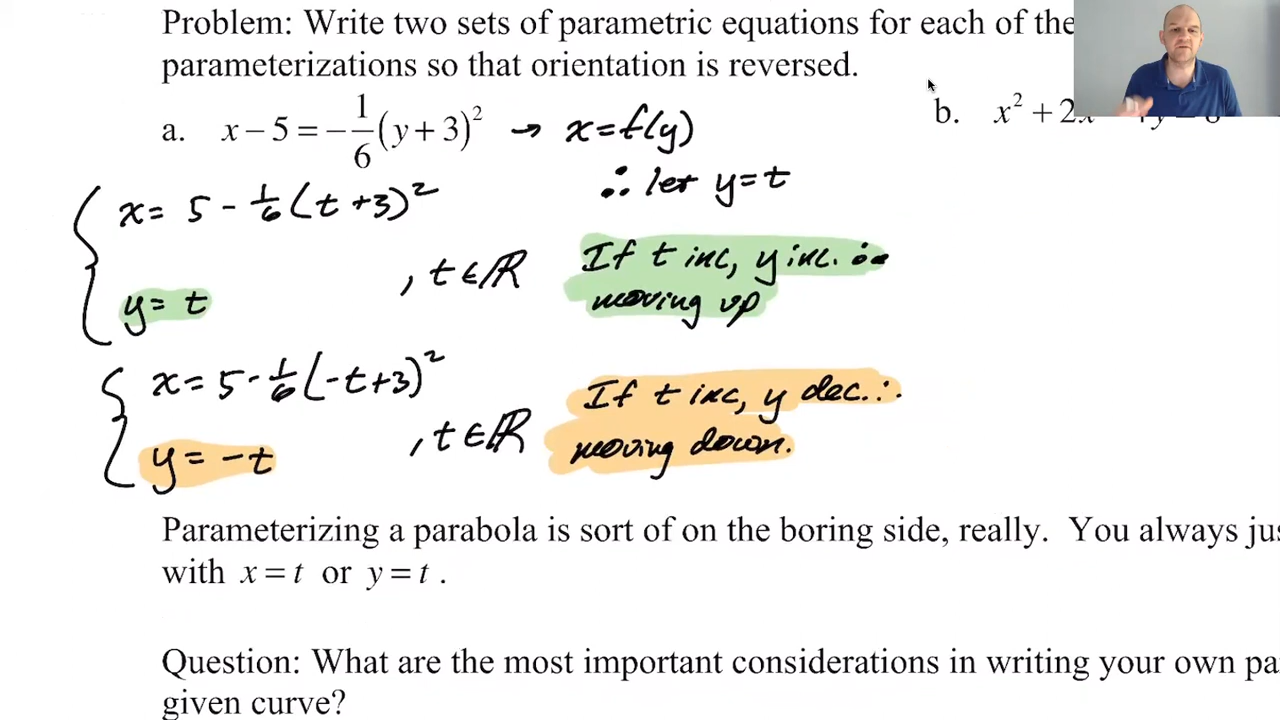 Problem: Write two sets of parametric equations for each of the
parameterizations so that orientation is reversed.
a. x − 5 = −1/6(y + 3)² → x = f(y)
b. x² + 2
∴ let y = t
x = 5 − 1/6(t + 3)²
, t ∈ ℝ
y = t
If t inc, y inc. ∴
moving up
x = 5 − 1/6(−t + 3)²
, t ∈ ℝ
y = −t
If t inc, y dec. ∴
moving down.
Parameterizing a parabola is sort of on the boring side, really. You always jus
with x = t or y = t .
Question: What are the most important considerations in writing your own pa
given curve?